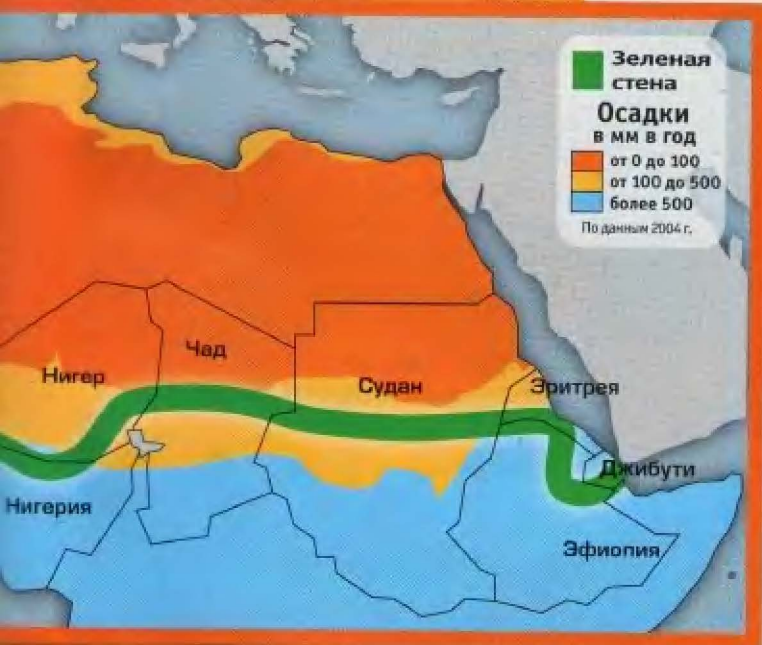 Зеленая
стена
Осадки
в мм в год
от 0 до 100
от 100 до 500
более 500
По данным 2004 г.
Чад
Нигер
Судан
Эритрея
Джибути
Нигерия
Эфиопия